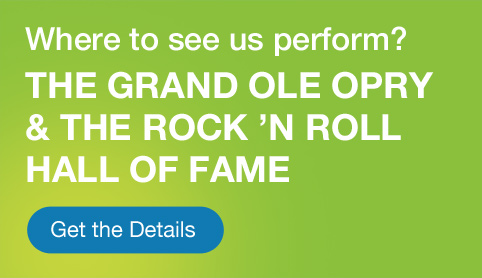 Where to see us perform?
THE GRAND OLE OPRY
& THE ROCK ’N ROLL
HALL OF FAME
Get the Details